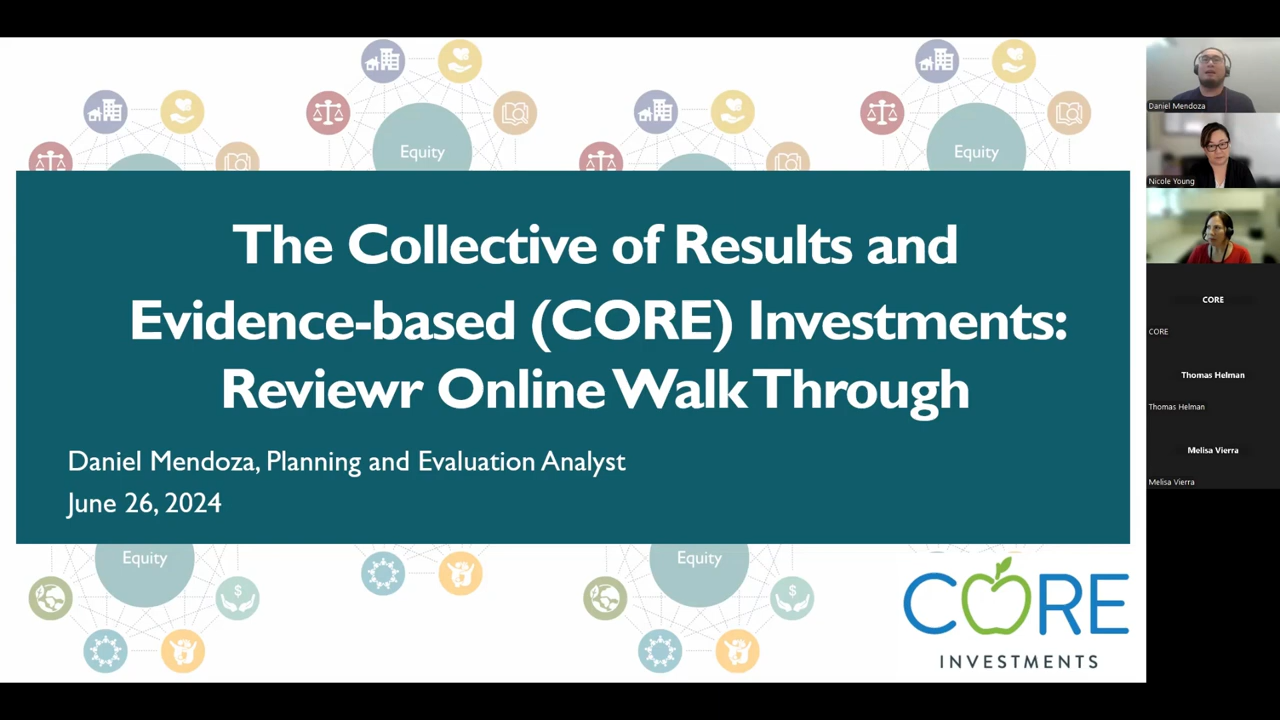 Equity
Equity
The Collective of Results and
Evidence-based (CORE) Investments:
Reviewr Online Walk Through
Daniel Mendoza, Planning and Evaluation Analyst
June 26, 2024
Equity
Equity
$
$
CORE
INVESTMENTS
Daniel Mendoza
Nicole Young
CORE
CORE
Thomas Helman
Thomas Helman
Melisa Vierra
Melisa Vierra